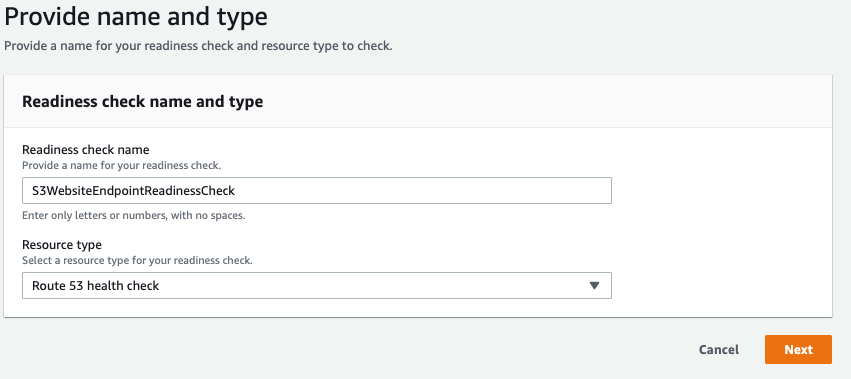 Provide name and type
Provide a name for your readiness check and resource type to check.
Readiness check name and type
Readiness check name
Provide a name for your readiness check.
S3WebsiteEndpointReadinessCheck
Enter only letters or numbers, with no spaces.
Resource type
Select a resource type for your readiness check.
Route 53 health check
Cancel Next